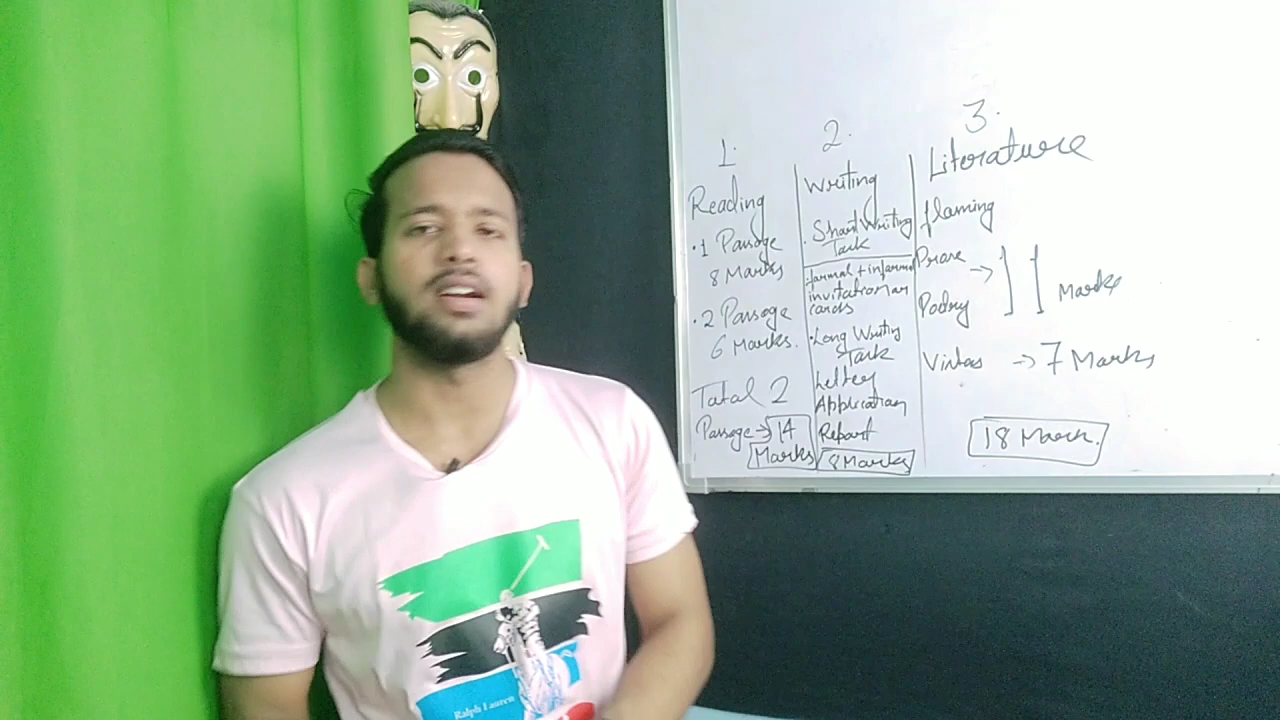 1.
Reading
• 1 Passage
8 Marks
• 2 Passage
6 Marks.
Total 2
Passage → 14
Marks
2.
Writing
• Short Writing
Task
• formal + informal
invitation or
cards
• Long Writing
Task
Letter
Application
Report
8 Marks
3.
Literature
flaming
Prose
→ ] [ Marks
Poetry
Vistas → 7 Marks
18 Mark.
Ralph Lauren